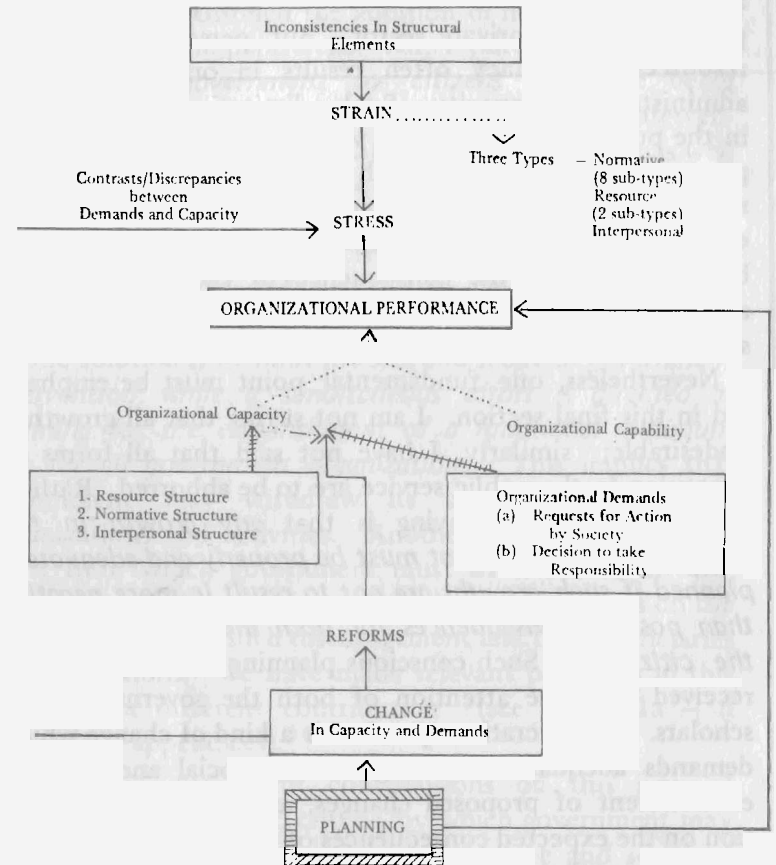 Inconsistencies In Structural
Elements
STRAIN
Three Types – Normative
(8 sub-types)
Resource
(2 sub-types)
Interpersonal
Contrasts/Discrepancies
between
Demands and Capacity
STRESS
ORGANIZATIONAL PERFORMANCE
Organizational Capacity
Organizational Capability
1. Resource Structure
2. Normative Structure
3. Interpersonal Structure
Organizational Demands
(a) Requests for Action
by Society
(b) Decision to take
Responsibility
REFORMS
CHANGE
In Capacity and Demands
PLANNING